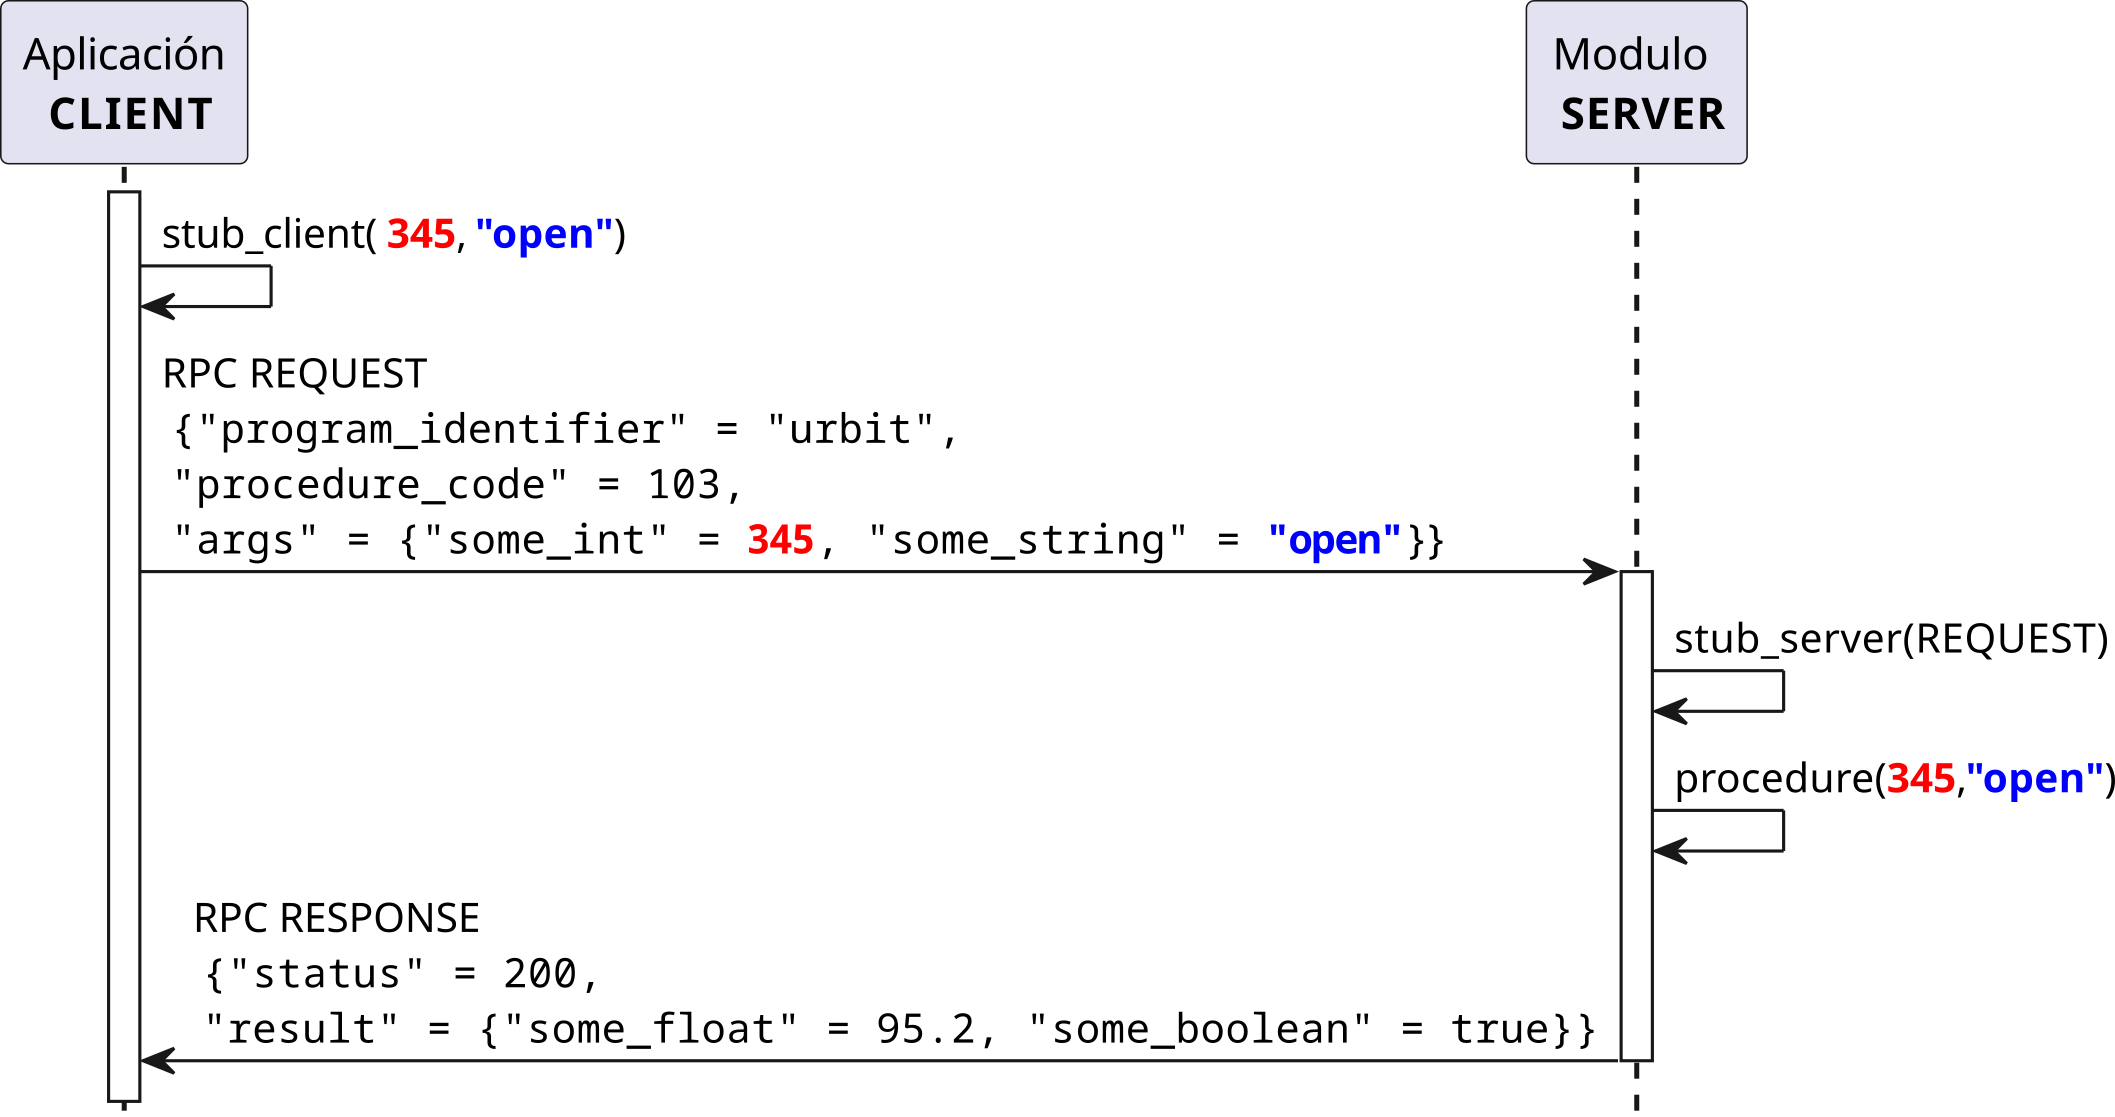 Aplicación
CLIENT
Modulo
SERVER
stub_client( 345, "open")
RPC REQUEST
{"program_identifier" = "urbit",
"procedure_code" = 103,
"args" = {"some_int" = 345, "some_string" = "open"}}
stub_server(REQUEST)
procedure(345,"open")
RPC RESPONSE
{"status" = 200,
"result" = {"some_float" = 95.2, "some_boolean" = true}}